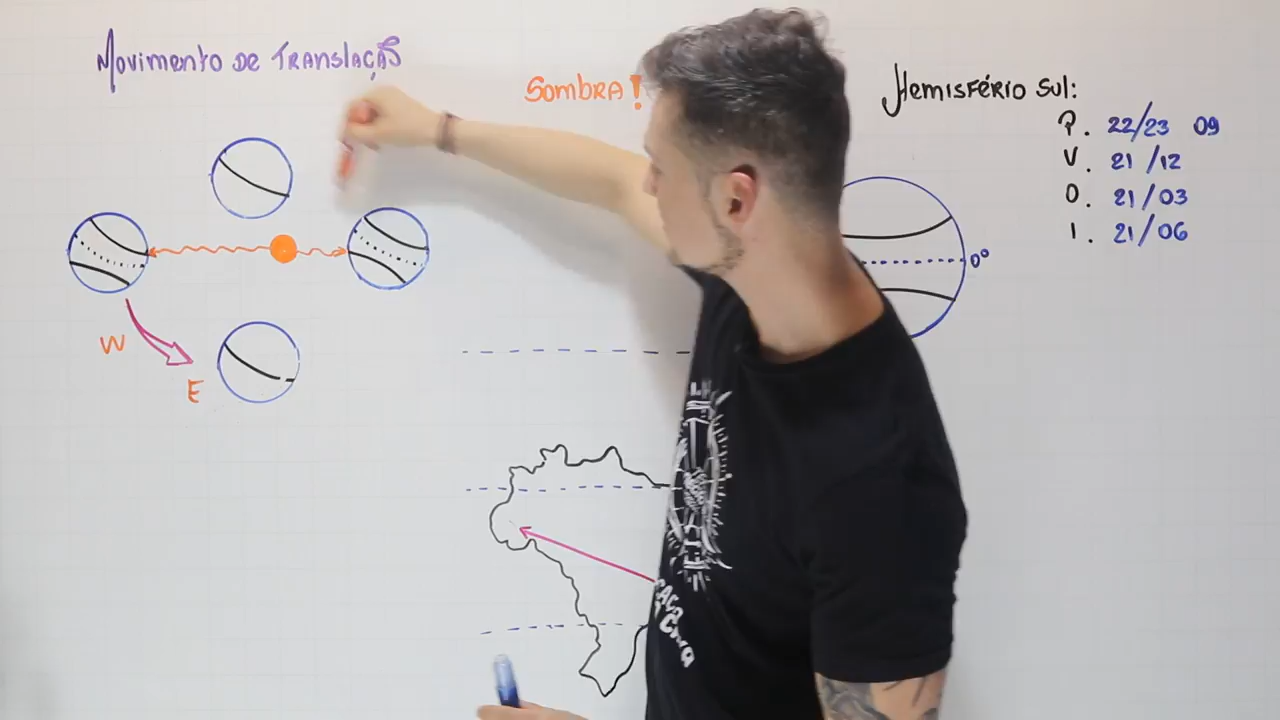 Movimento de Translação
Sombra!
Hemisfério Sul:
P. 22/23 09
V. 21/12
O. 21/03
I. 21/06
0°
W
E